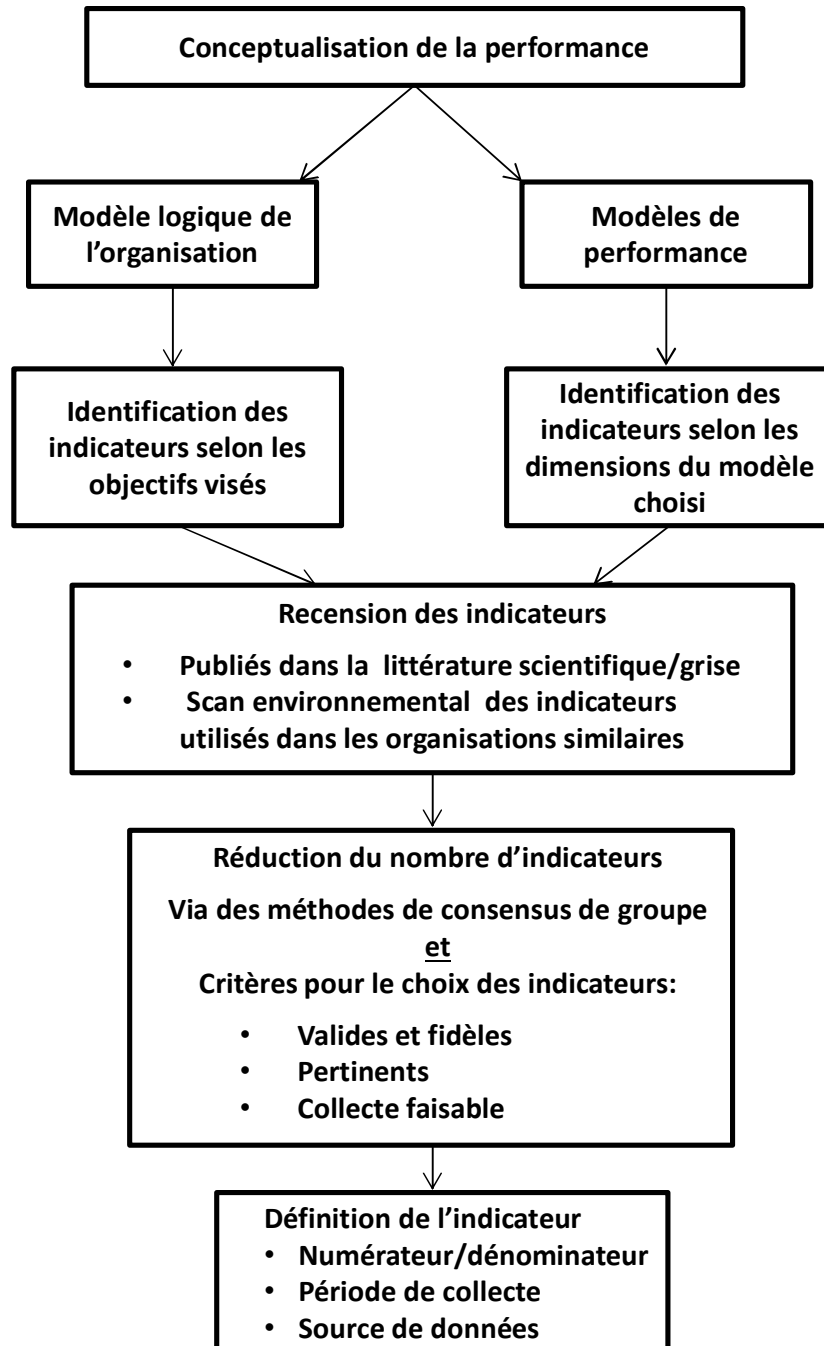 Conceptualisation de la performance
Modèle logique de
l'organisation
Modèles de
performance
Identification des
indicateurs selon les
objectifs visés
Identification des
indicateurs selon les
dimensions du modèle
choisi
Recension des indicateurs
• Publiés dans la littérature scientifique/grise
• Scan environnemental des indicateurs
utilisés dans les organisations similaires
Réduction du nombre d'indicateurs
Via des méthodes de consensus de groupe
et
Critères pour le choix des indicateurs:
• Valides et fidèles
• Pertinents
• Collecte faisable
Définition de l'indicateur
• Numérateur/dénominateur
• Période de collecte
• Source de données